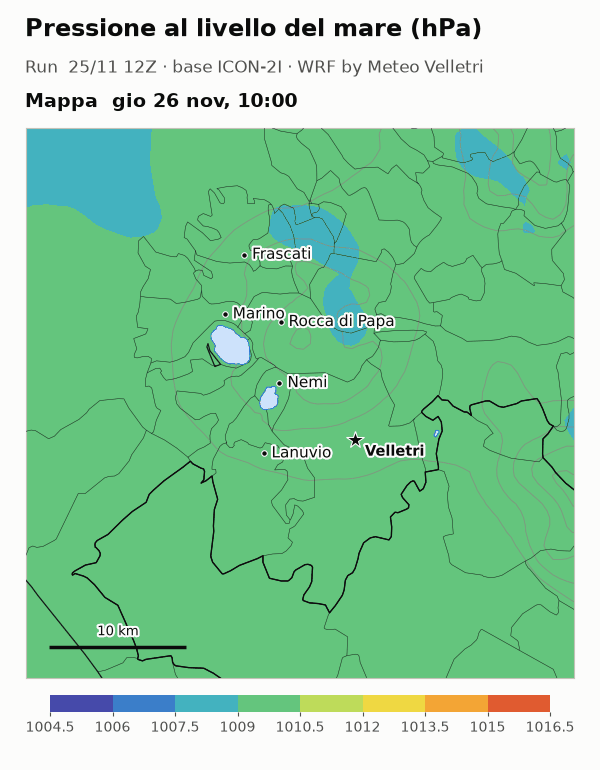 Pressione al livello del mare (hPa)
Run  25/11 12Z · base ICON-2I · WRF by Meteo Velletri
Mappa  gio 26 nov, 10:00
Frascati
Marino
Rocca di Papa
Nemi
Velletri
Lanuvio
10 km
1004.5 1006 1007.5 1009 1010.5 1012 1013.5 1015 1016.5